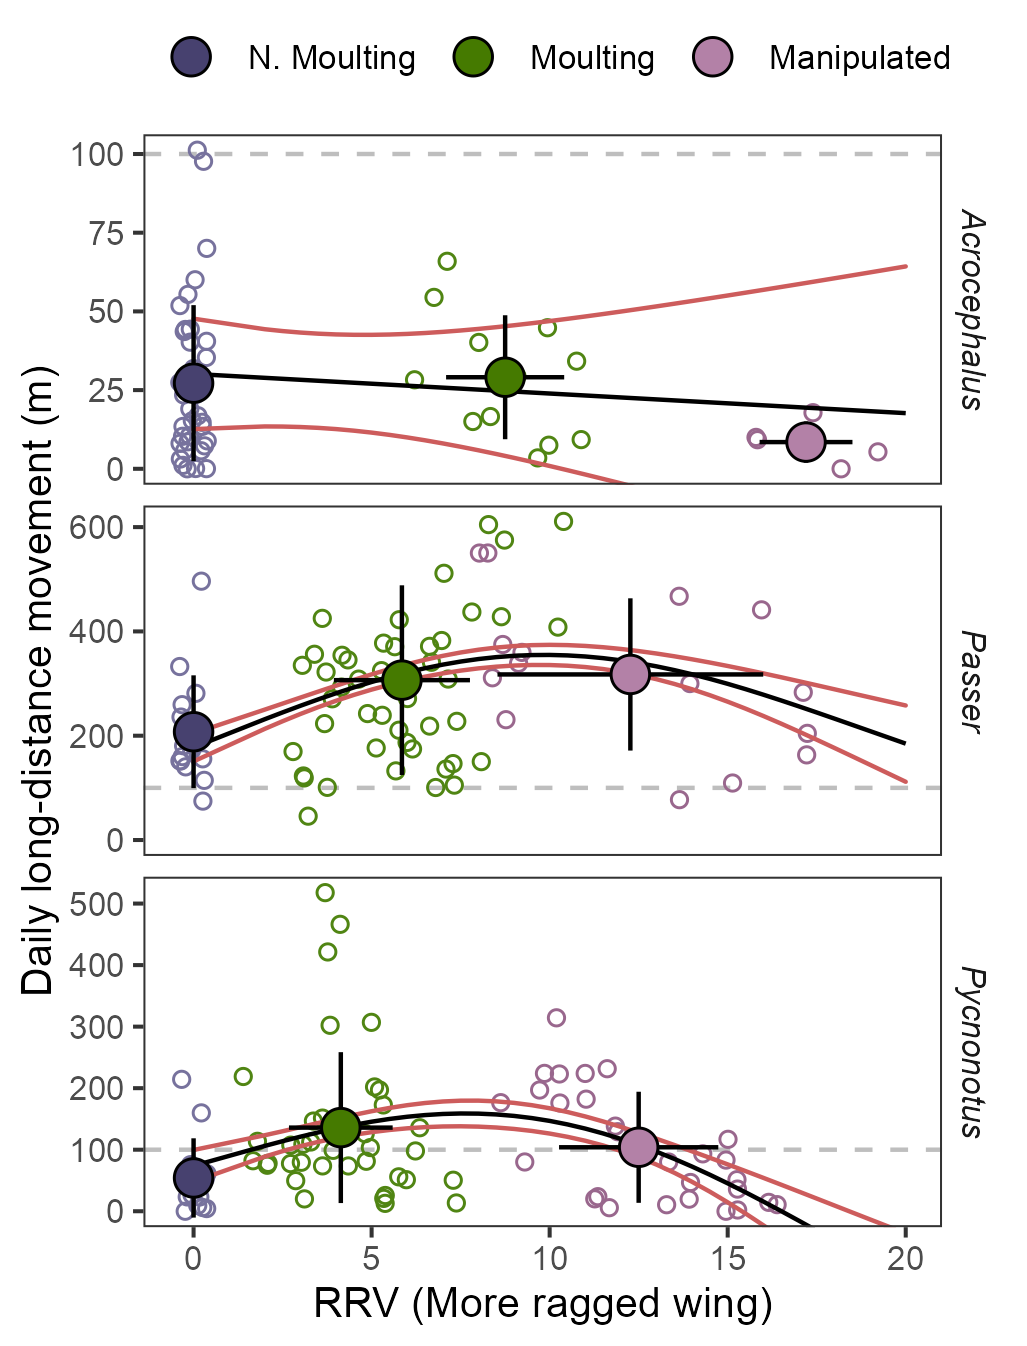 N. Moulting Moulting Manipulated
Daily long-distance movement (m)
100
75
50
25
0
Acrocephalus
600
400
200
0
Passer
500
400
300
200
100
0
Pycnonotus
0 5 10 15 20
RRV (More ragged wing)